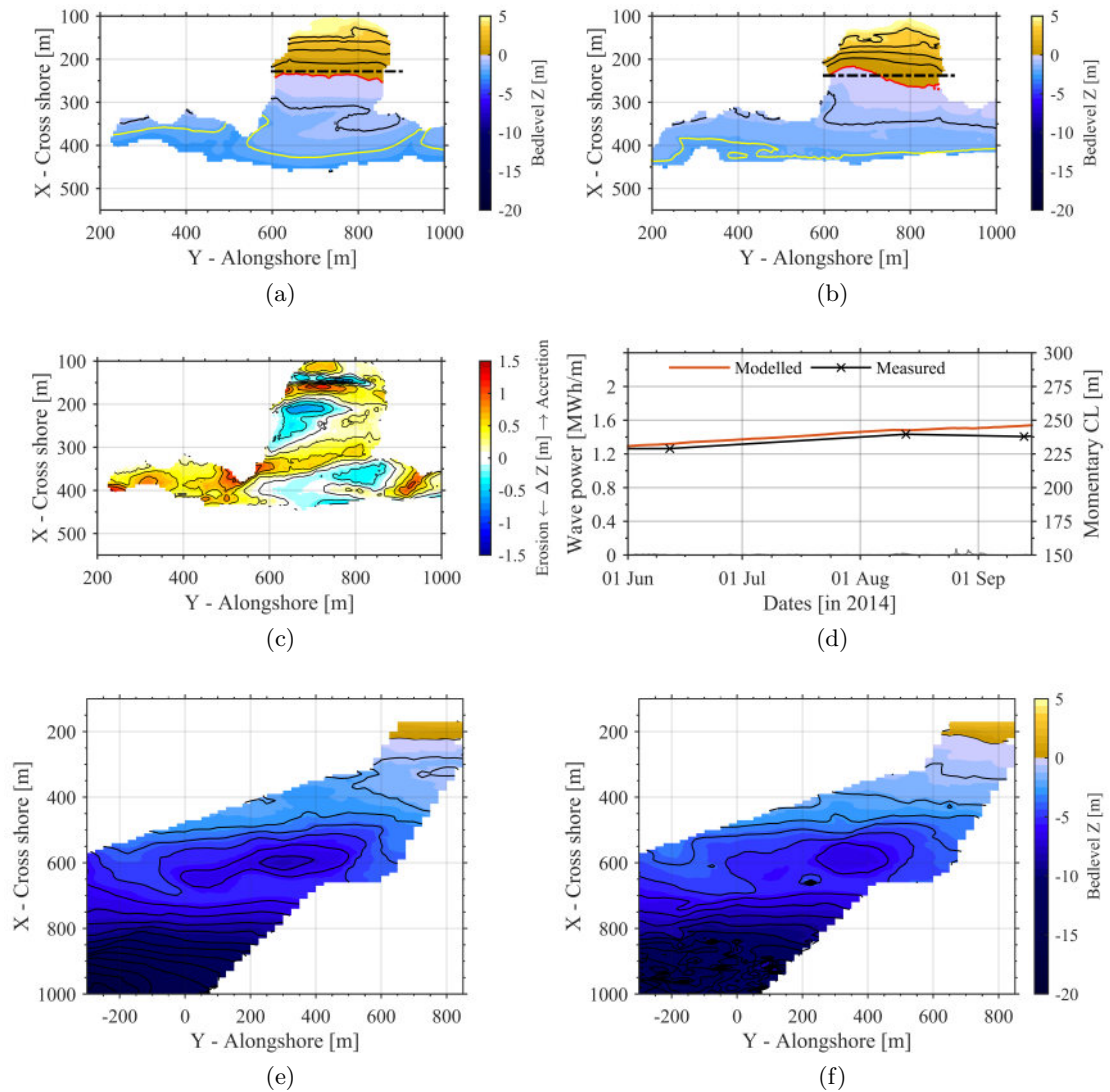 100 200 300 400 500
X - Cross shore [m]
200 400 600 800 1000
Y - Alongshore [m]
5 0 -5 -10 -15 -20
Bedlevel Z [m]
(a)
100 200 300 400 500
X - Cross shore [m]
200 400 600 800 1000
Y - Alongshore [m]
5 0 -5 -10 -15 -20
Bedlevel Z [m]
(b)
100 200 300 400 500
X - Cross shore [m]
200 400 600 800 1000
Y - Alongshore [m]
1.5 1 0.5 0 -0.5 -1 -1.5
Erosion ← Δ Z [m] → Accretion
(c)
Modelled Measured
2 1.6 1.2 0.8 0.4 0
Wave power [MWh/m]
300 275 250 225 200 175 150
Momentary CL [m]
01 Jun 01 Jul 01 Aug 01 Sep
Dates [in 2014]
(d)
200 400 600 800 1000
X - Cross shore [m]
-200 0 200 400 600 800
Y - Alongshore [m]
(e)
200 400 600 800 1000
X - Cross shore [m]
-200 0 200 400 600 800
Y - Alongshore [m]
5 0 -5 -10 -15 -20
Bedlevel Z [m]
(f)